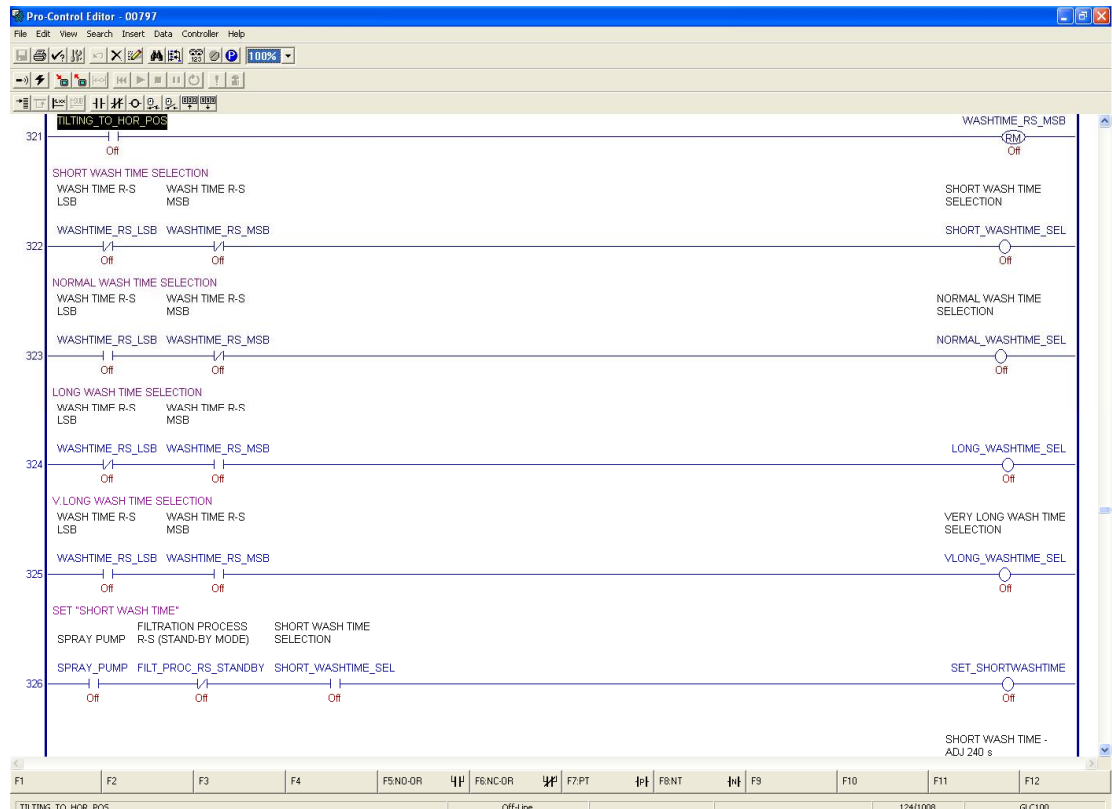 Pro-Control Editor - 00797
File Edit View Search Insert Data Controller Help
100%
TILTING_TO_HOR_POS WASHTIME_RS_MSB
321 RM
Off Off
SHORT WASH TIME SELECTION
WASH TIME R-S WASH TIME R-S SHORT WASH TIME
LSB MSB SELECTION
WASHTIME_RS_LSB WASHTIME_RS_MSB SHORT_WASHTIME_SEL
322
Off Off Off
NORMAL WASH TIME SELECTION
WASH TIME R-S WASH TIME R-S NORMAL WASH TIME
LSB MSB SELECTION
WASHTIME_RS_LSB WASHTIME_RS_MSB NORMAL_WASHTIME_SEL
323
Off Off Off
LONG WASH TIME SELECTION
WASH TIME R-S WASH TIME R-S
LSB MSB
WASHTIME_RS_LSB WASHTIME_RS_MSB LONG_WASHTIME_SEL
324
Off Off Off
V.LONG WASH TIME SELECTION
WASH TIME R-S WASH TIME R-S VERY LONG WASH TIME
LSB MSB SELECTION
WASHTIME_RS_LSB WASHTIME_RS_MSB VLONG_WASHTIME_SEL
325
Off Off Off
SET "SHORT WASH TIME"
FILTRATION PROCESS SHORT WASH TIME
SPRAY PUMP R-S (STAND-BY MODE) SELECTION
SPRAY_PUMP FILT_PROC_RS_STANDBY SHORT_WASHTIME_SEL SET_SHORTWASHTIME
326
Off Off Off Off
SHORT WASH TIME -
ADJ 240 s
F1 F2 F3 F4 F5:NO-OR F6:NC-OR F7:PT P F8:NT N F9 F10 F11 F12
TILTING_TO_HOR_POS Off-Line 124/1008 GLC100